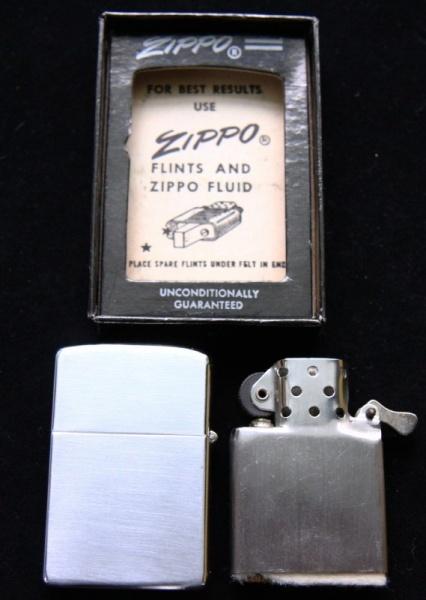 ZIPPO ®
FOR BEST RESULTS
USE
ZIPPO ®
FLINTS AND
ZIPPO FLUID
PLACE SPARE FLINTS UNDER FELT IN END
UNCONDITIONALLY
GUARANTEED